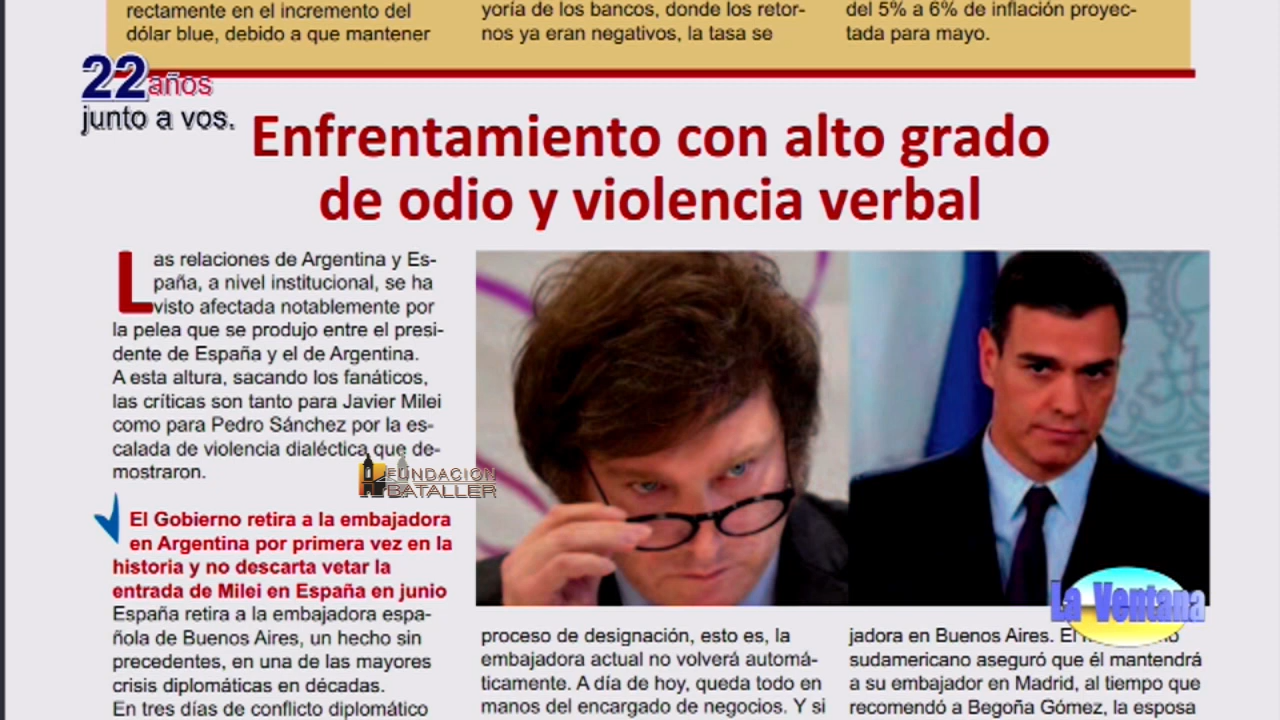 rectamente en el incremento del
dólar blue, debido a que mantener
yoría de los bancos, donde los retor-
nos ya eran negativos, la tasa se
del 5% a 6% de inflación proyec-
tada para mayo.
22 años
junto a vos.
Enfrentamiento con alto grado
de odio y violencia verbal
Las relaciones de Argentina y Es-
paña, a nivel institucional, se ha
visto afectada notablemente por
la pelea que se produjo entre el presi-
dente de España y el de Argentina.
A esta altura, sacando los fanáticos,
las críticas son tanto para Javier Milei
como para Pedro Sánchez por la es-
calada de violencia dialéctica que de-
mostraron.
FUNDACION
BATALLER
El Gobierno retira a la embajadora
en Argentina por primera vez en la
historia y no descarta vetar la
entrada de Milei en España en junio
España retira a la embajadora espa-
ñola de Buenos Aires, un hecho sin
precedentes, en una de las mayores
crisis diplomáticas en décadas.
En tres días de conflicto diplomático
proceso de designación, esto es, la
embajadora actual no volverá automá-
ticamente. A día de hoy, queda todo en
manos del encargado de negocios. Y si
La Ventana
jadora en Buenos Aires. El
sudamericano aseguró que él mantendrá
a su embajador en Madrid, al tiempo que
recomendó a Begoña Gómez, la esposa